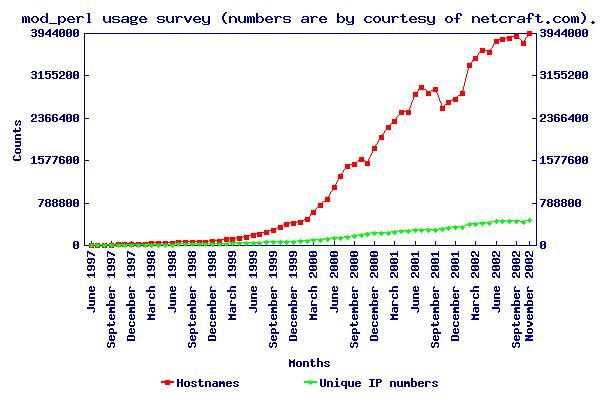 mod_perl usage survey (numbers are by courtesy of netcraft.com).
3944000
3155200
2366400
1577600
788800
0
Counts
3944000
3155200
2366400
1577600
788800
0
June 1997
September 1997
December 1997
March 1998
June 1998
September 1998
December 1998
March 1999
June 1999
September 1999
December 1999
March 2000
June 2000
September 2000
December 2000
March 2001
June 2001
September 2001
December 2001
March 2002
June 2002
September 2002
November 2002
Months
Hostnames
Unique IP numbers